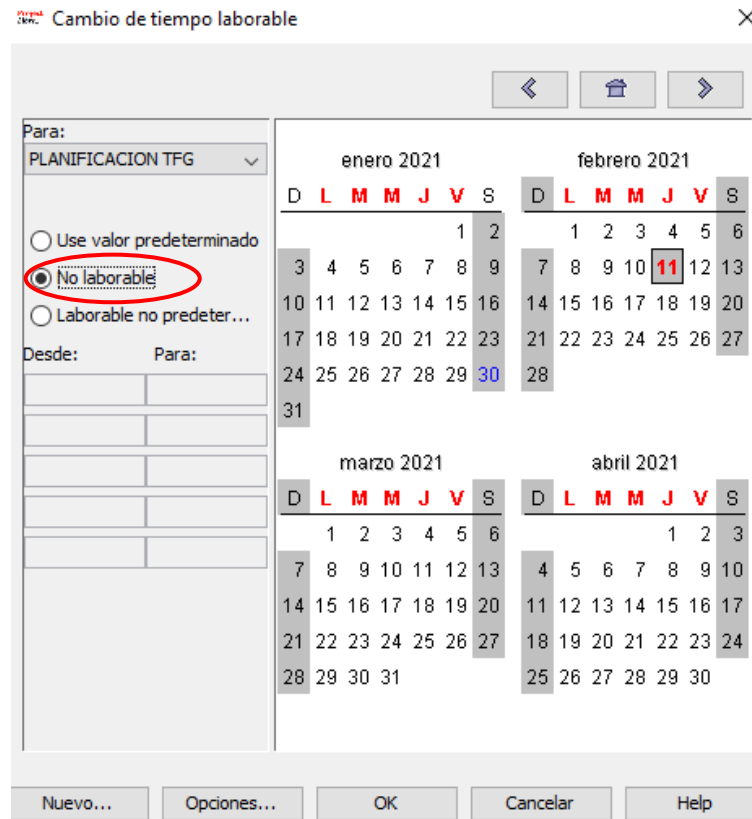 Cambio de tiempo laborable
Para:
PLANIFICACION TFG
Use valor predeterminado
No laborable
Laborable no predeter...
Desde: Para:
enero 2021
D L M M J V S
1 2
3 4 5 6 7 8 9
10 11 12 13 14 15 16
17 18 19 20 21 22 23
24 25 26 27 28 29 30
31
febrero 2021
D L M M J V S
1 2 3 4 5 6
7 8 9 10 11 12 13
14 15 16 17 18 19 20
21 22 23 24 25 26 27
28
marzo 2021
D L M M J V S
1 2 3 4 5 6
7 8 9 10 11 12 13
14 15 16 17 18 19 20
21 22 23 24 25 26 27
28 29 30 31
abril 2021
D L M M J V S
1 2 3
4 5 6 7 8 9 10
11 12 13 14 15 16 17
18 19 20 21 22 23 24
25 26 27 28 29 30
Nuevo... Opciones... OK Cancelar Help